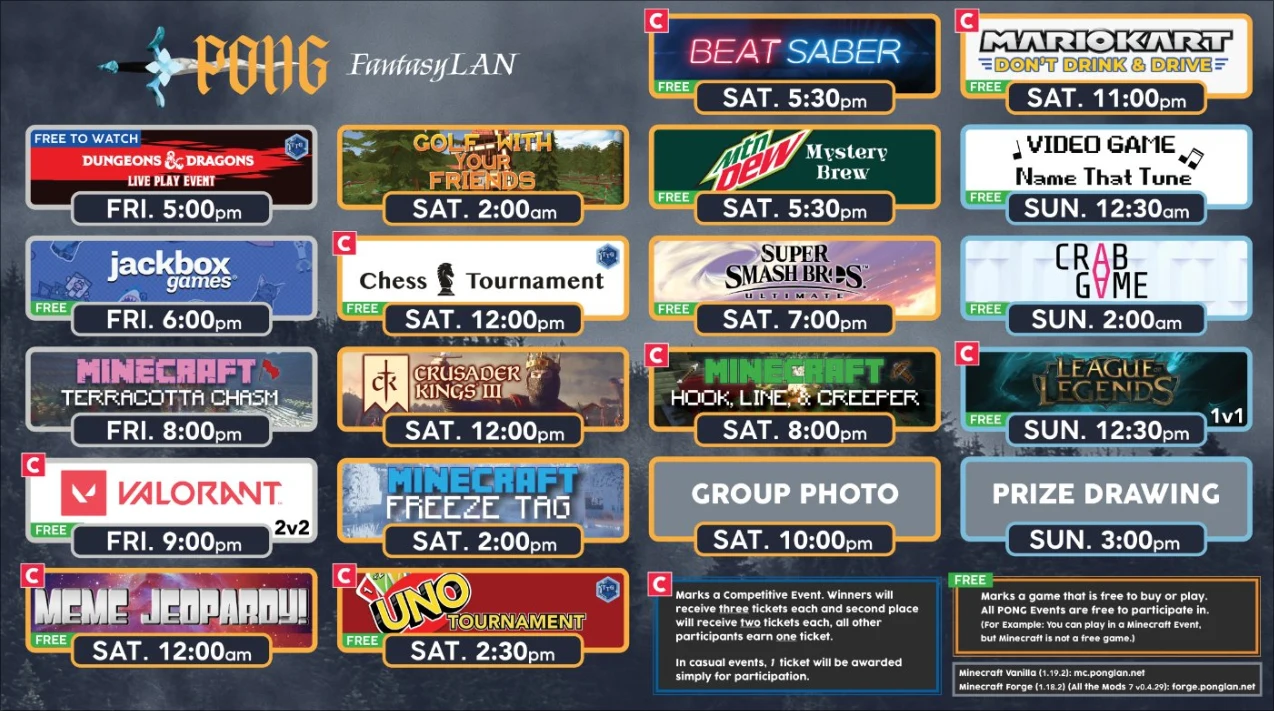 PONG FantasyLAN
FREE TO WATCH
DUNGEONS & DRAGONS
LIVE PLAY EVENT
FRI. 5:00pm
jackbox
games
FREE
FRI. 6:00pm
MINECRAFT
TERRACOTTA CHASM
FRI. 8:00pm
C
VALORANT
2v2
FREE
FRI. 9:00pm
C
MEME JEOPARDY!
FREE
SAT. 12:00am
GOLF WITH
YOUR
FRIENDS
SAT. 2:00am
C
Chess Tournament
FREE
SAT. 12:00pm
CK
CRUSADER
KINGS III
SAT. 12:00pm
MINECRAFT
FREEZE TAG
SAT. 2:00pm
C
UNO
TOURNAMENT
FREE
SAT. 2:30pm
C
BEAT SABER
FREE
SAT. 5:30pm
mtn
DEW
Mystery
Brew
FREE
SAT. 5:30pm
SUPER
SMASH BROS.™
ULTIMATE
FREE
SAT. 7:00pm
C
MINECRAFT
HOOK, LINE, & CREEPER
SAT. 8:00pm
GROUP PHOTO
SAT. 10:00pm
C
MARIOKART
DON'T DRINK & DRIVE
FREE
SAT. 11:00pm
VIDEO GAME
Name That Tune
FREE
SUN. 12:30am
CRAB
GAME
FREE
SUN. 2:00am
C
LEAGUE
OF
LEGENDS
1v1
FREE
SUN. 12:30pm
PRIZE DRAWING
SUN. 3:00pm
C
Marks a Competitive Event. Winners will
receive three tickets each and second place
will receive two tickets each, all other
participants earn one ticket.
In casual events, 1 ticket will be awarded
simply for participation.
FREE
Marks a game that is free to buy or play.
All PONG Events are free to participate in.
(For Example: You can play in a Minecraft Event,
but Minecraft is not a free game.)
Minecraft Vanilla (1.19.2): mc.ponglan.net
Minecraft Forge (1.18.2) (All the Mods 7 v0.4.29): forge.ponglan.net